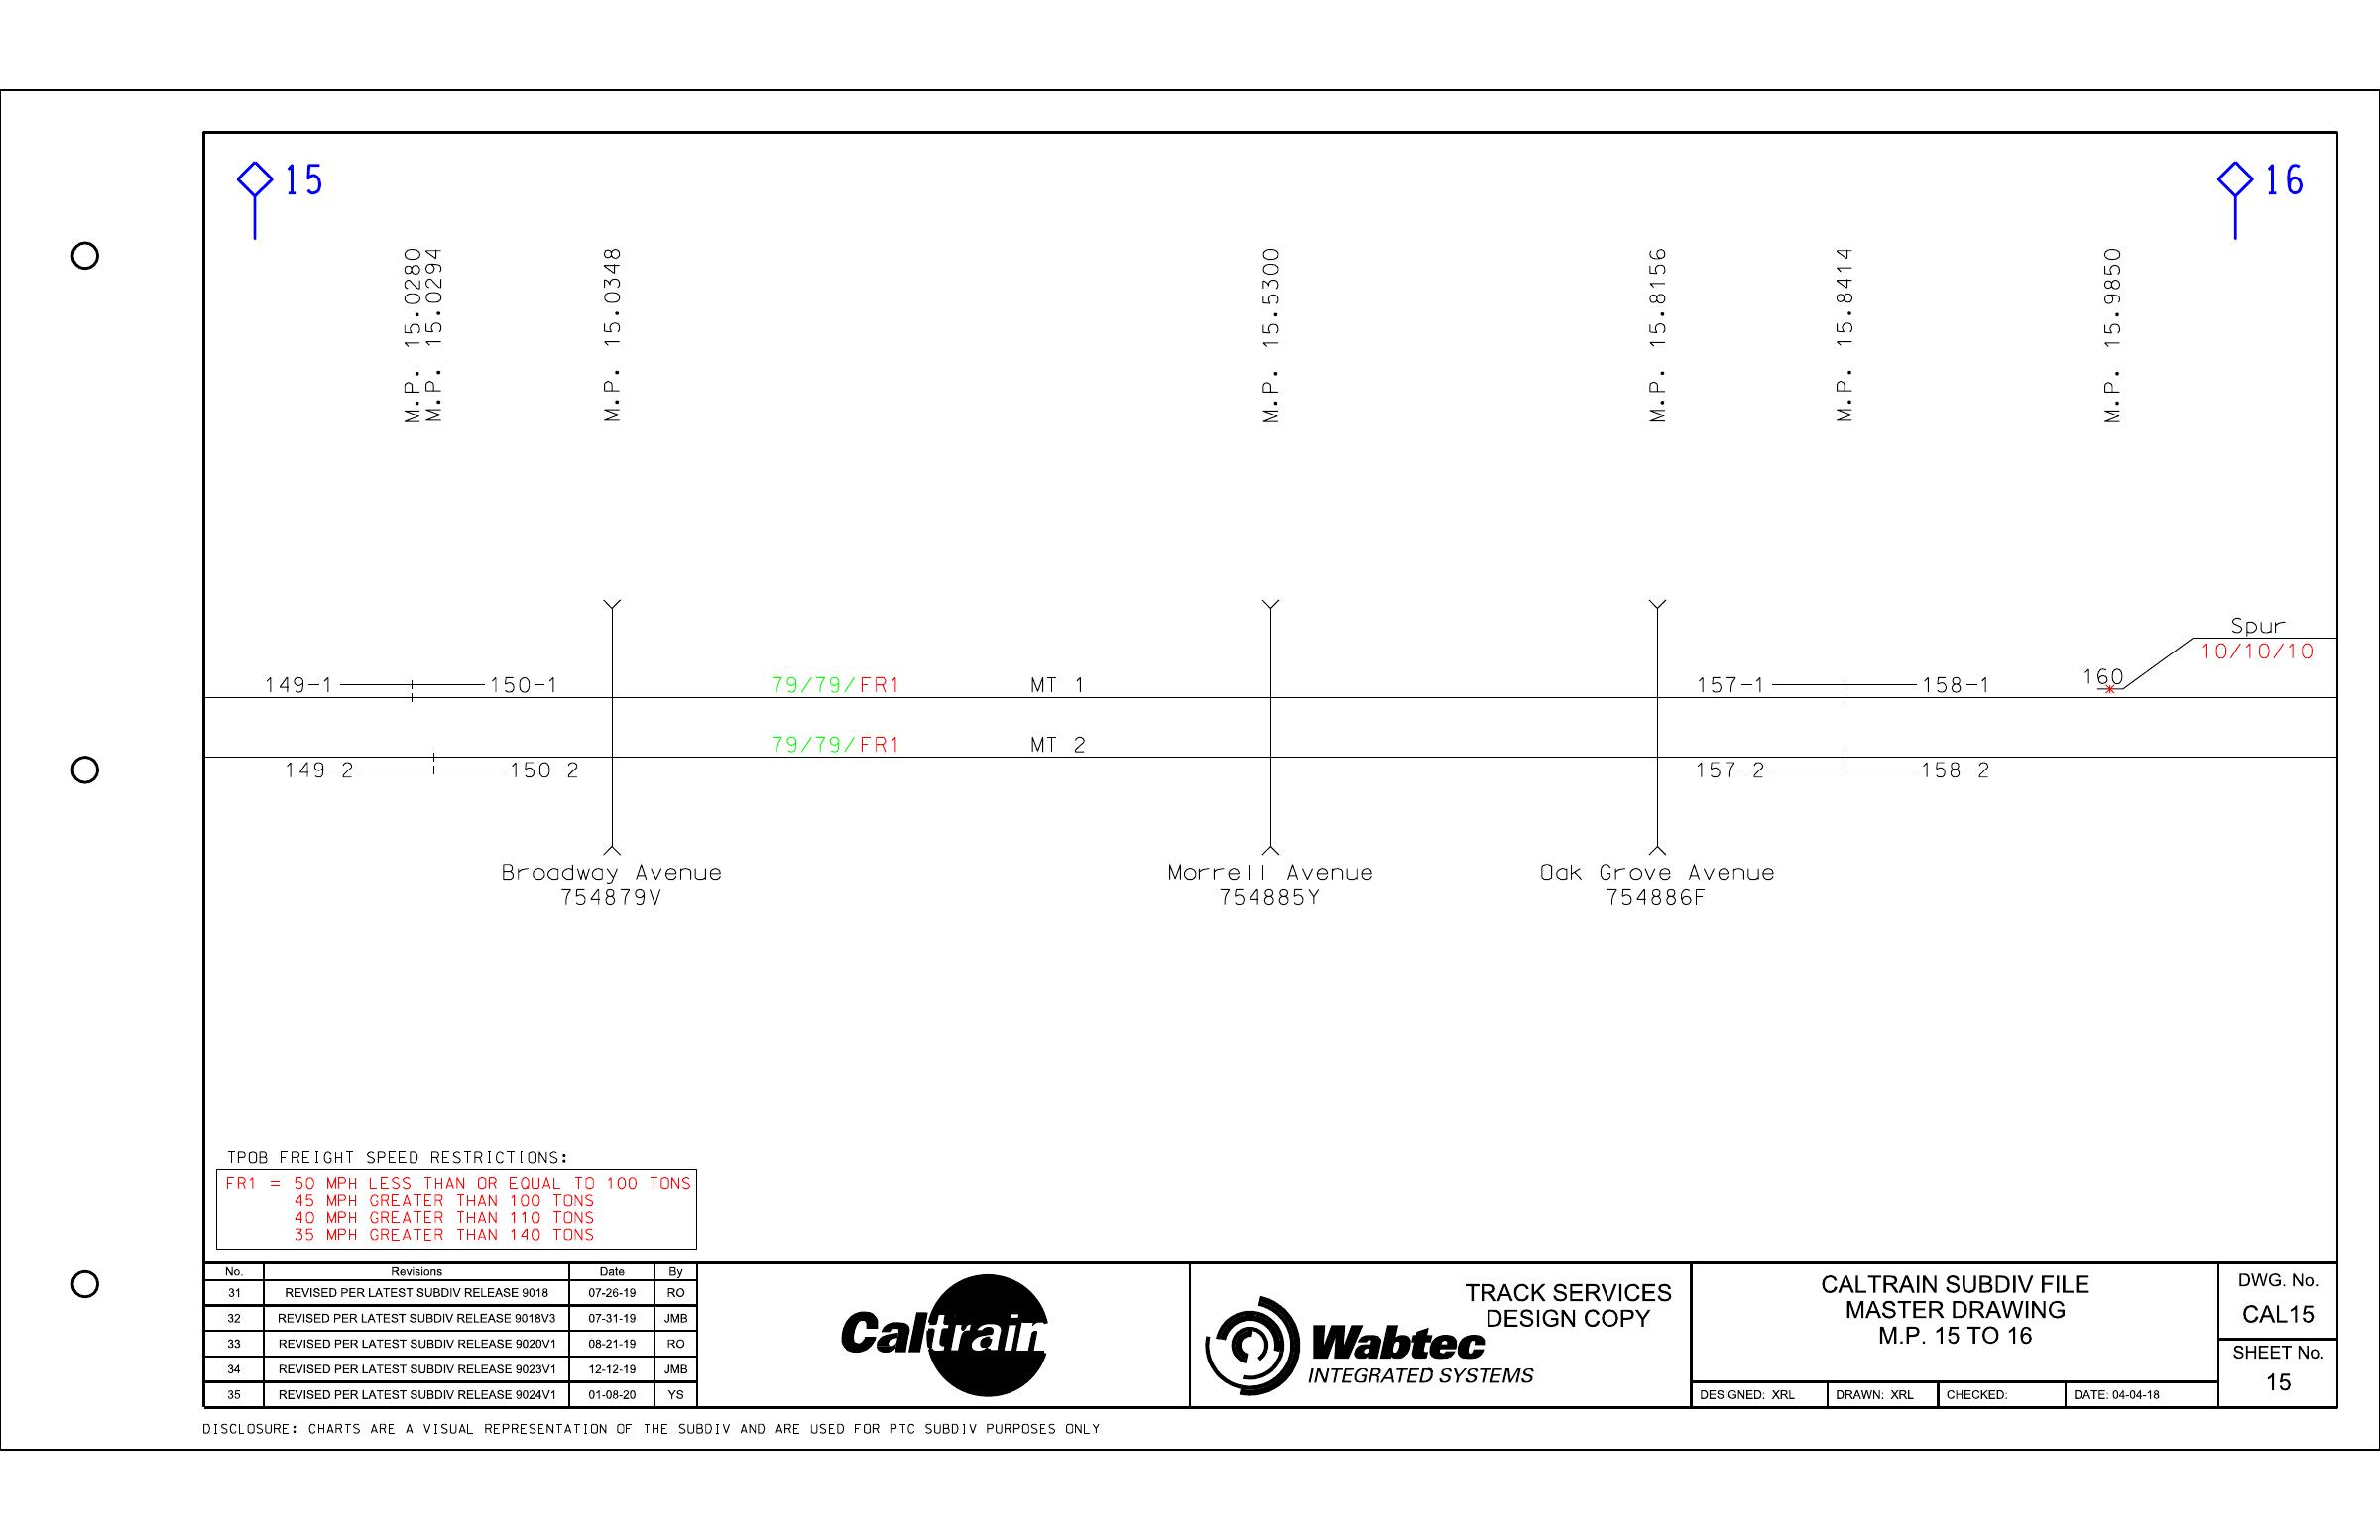 15
16
M.P. 15.0280
M.P. 15.0294
M.P. 15.0348
M.P. 15.5300
M.P. 15.8156
M.P. 15.8414
M.P. 15.9850
Spur
10/10/10
149-1 150-1 79/79/FR1 MT 1 157-1 158-1 160
79/79/FR1 MT 2
149-2 150-2 157-2 158-2
Broadway Avenue
754879V
Morrell Avenue
754885Y
Oak Grove Avenue
754886F
TPOB FREIGHT SPEED RESTRICTIONS:
FR1 = 50 MPH LESS THAN OR EQUAL TO 100 TONS
45 MPH GREATER THAN 100 TONS
40 MPH GREATER THAN 110 TONS
35 MPH GREATER THAN 140 TONS
No. Revisions Date By
31 REVISED PER LATEST SUBDIV RELEASE 9018 07-26-19 RO
32 REVISED PER LATEST SUBDIV RELEASE 9018V3 07-31-19 JMB
33 REVISED PER LATEST SUBDIV RELEASE 9020V1 08-21-19 RO
34 REVISED PER LATEST SUBDIV RELEASE 9023V1 12-12-19 JMB
35 REVISED PER LATEST SUBDIV RELEASE 9024V1 01-08-20 YS
Caltrain
TRACK SERVICES
DESIGN COPY
Wabtec
INTEGRATED SYSTEMS
CALTRAIN SUBDIV FILE
MASTER DRAWING
M.P. 15 TO 16
DESIGNED: XRL DRAWN: XRL CHECKED: DATE: 04-04-18
DWG. No.
CAL15
SHEET No.
15
DISCLOSURE: CHARTS ARE A VISUAL REPRESENTATION OF THE SUBDIV AND ARE USED FOR PTC SUBDIV PURPOSES ONLY